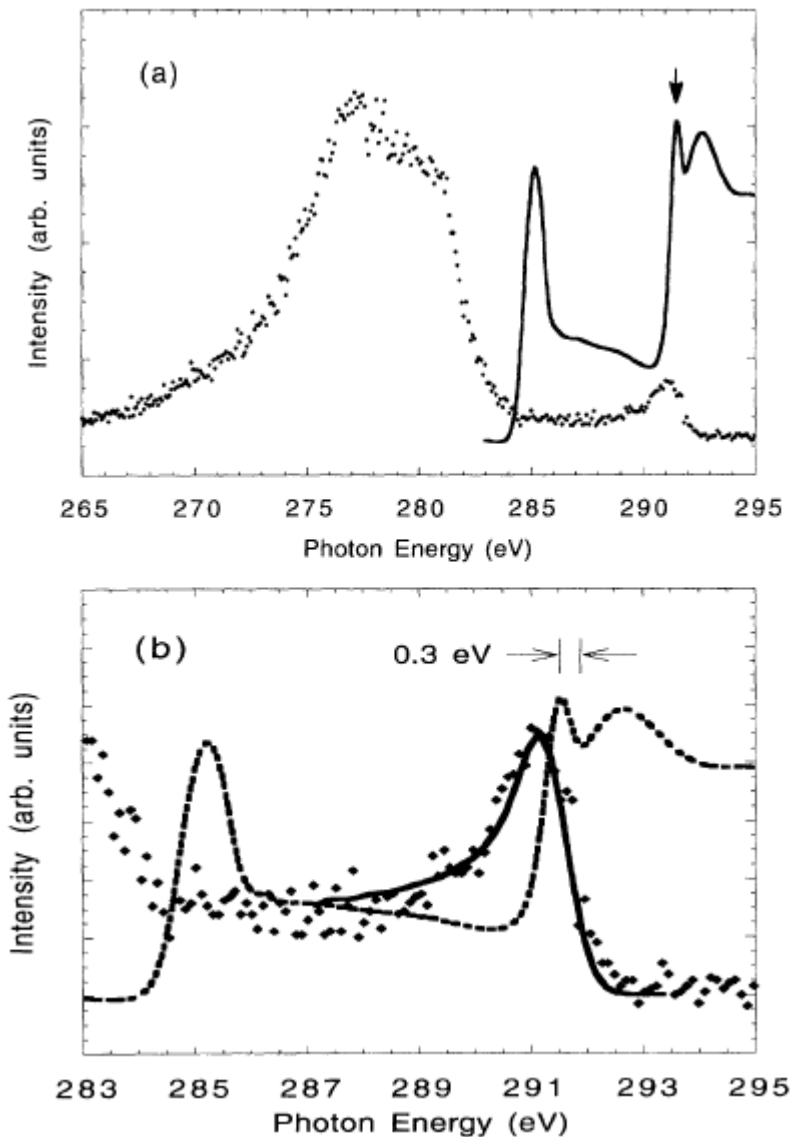 (a)
Intensity (arb. units)
265 270 275 280 285 290 295
Photon Energy (eV)
(b)
0.3 eV
Intensity (arb. units)
283 285 287 289 291 293 295
Photon Energy (eV)